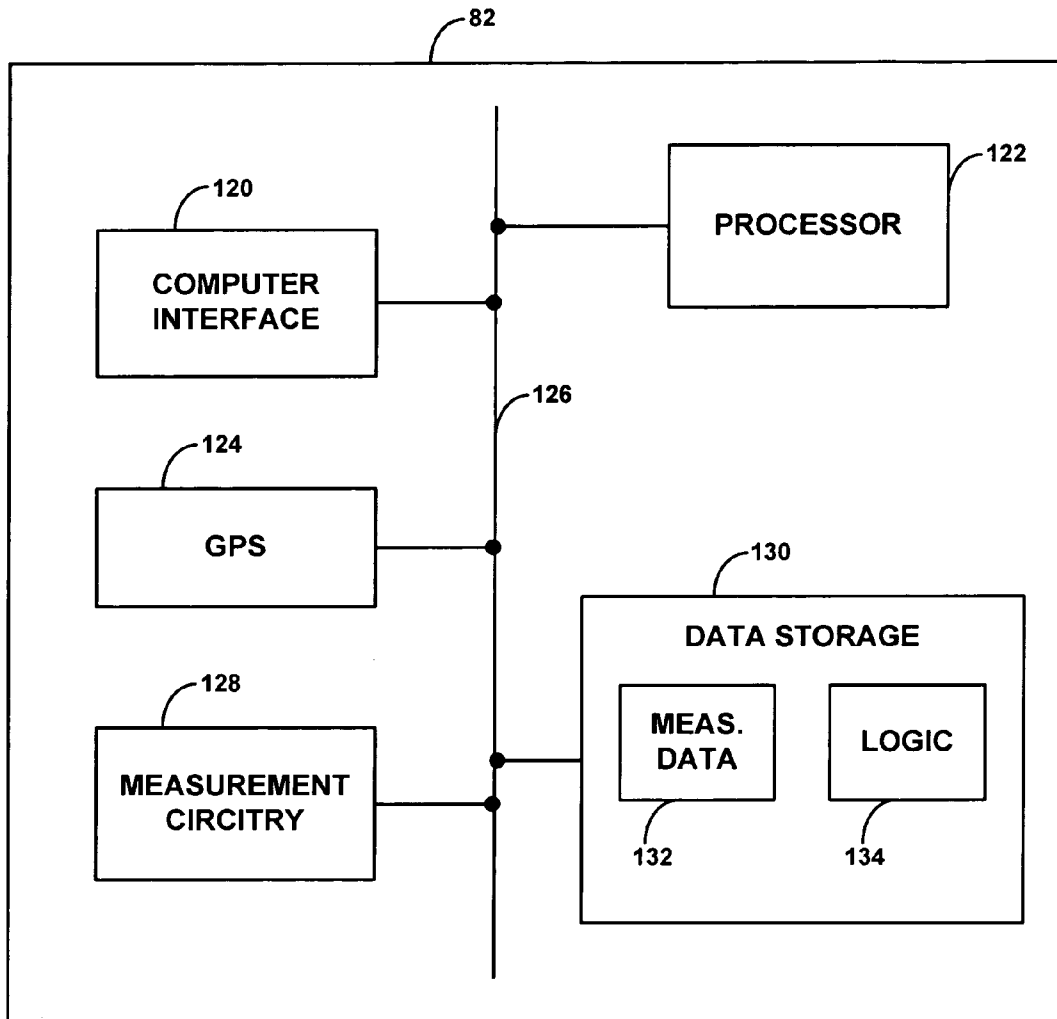 82
120
COMPUTER
INTERFACE
122
PROCESSOR
126
124
GPS
130
DATA STORAGE
128
MEASUREMENT
CIRCITRY
MEAS.
DATA
132
LOGIC
134